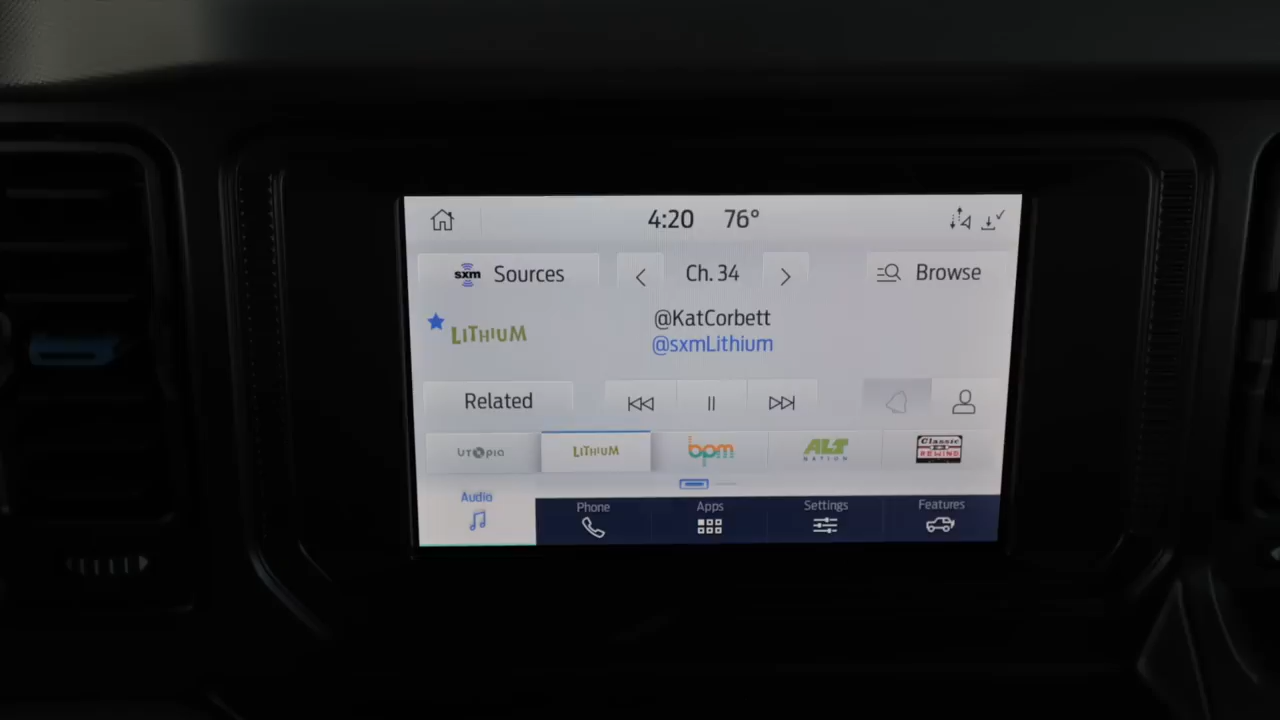 4:20 76°
sxm Sources
Ch. 34
Browse
LITHIUM
@KatCorbett
@sxmLithium
Related
UTOPIA
LITHIUM
bpm
ALT NATION
Classic REWIND
Audio
Phone
Apps
Settings
Features